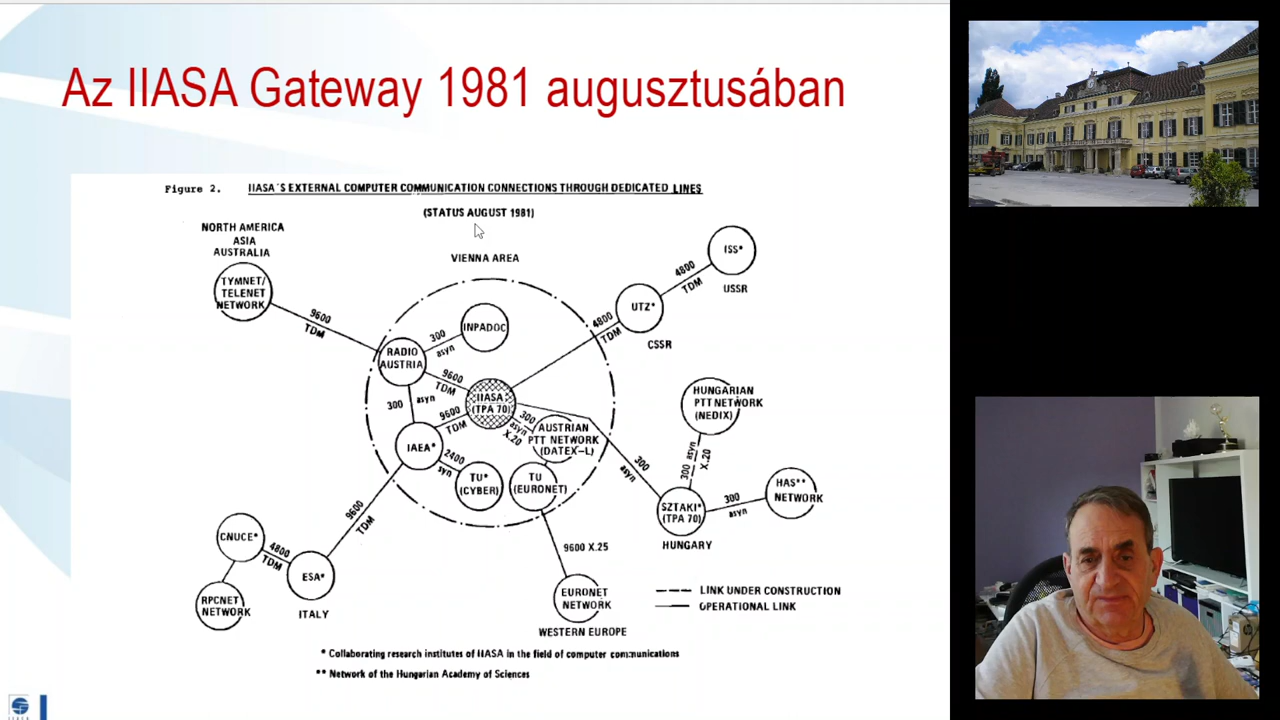 Az IIASA Gateway 1981 augusztusában
Figure 2. IIASA'S EXTERNAL COMPUTER COMMUNICATION CONNECTIONS THROUGH DEDICATED LINES
(STATUS AUGUST 1981)
NORTH AMERICA
ASIA
AUSTRALIA
TYMNET/
TELENET
NETWORK
9600
TDM
VIENNA AREA
INPADOC
300
asyn
RADIO
AUSTRIA
9600
TDM
300
asyn
9600
TDM
IIASA
(TPA 70)
4800
TDM
UTZ*
CSSR
4800
TDM
ISS*
USSR
300
asyn
X.20
AUSTRIAN
PTT NETWORK
(DATEX-L)
IAEA*
2400
syn
TU*
(CYBER)
TU
(EURONET)
300
asyn
HUNGARIAN
PTT NETWORK
(NEDIX)
300 asyn
X.20
SZTAKI*
(TPA 70)
HUNGARY
300
asyn
HAS**
NETWORK
9600
TDM
CNUCE*
4800
TDM
ESA*
ITALY
RPCNET
NETWORK
9600 X.25
EURONET
NETWORK
WESTERN EUROPE
LINK UNDER CONSTRUCTION
OPERATIONAL LINK
* Collaborating research institutes of IIASA in the field of computer communications
** Network of the Hungarian Academy of Sciences
IIASA